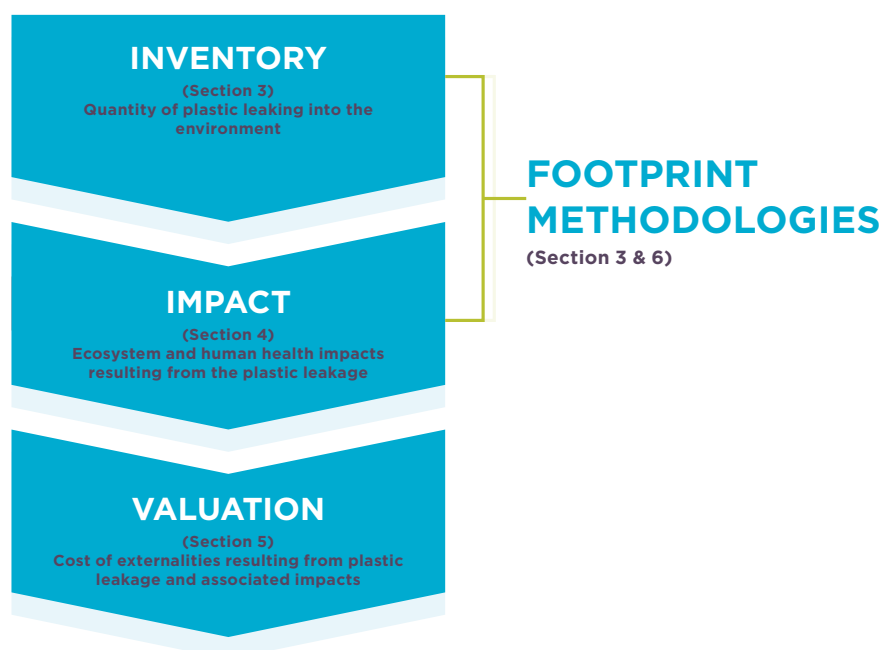 INVENTORY
(Section 3)
Quantity of plastic leaking into the
environment
FOOTPRINT
METHODOLOGIES
(Section 3 & 6)
IMPACT
(Section 4)
Ecosystem and human health impacts
resulting from the plastic leakage
VALUATION
(Section 5)
Cost of externalities resulting from plastic
leakage and associated impacts